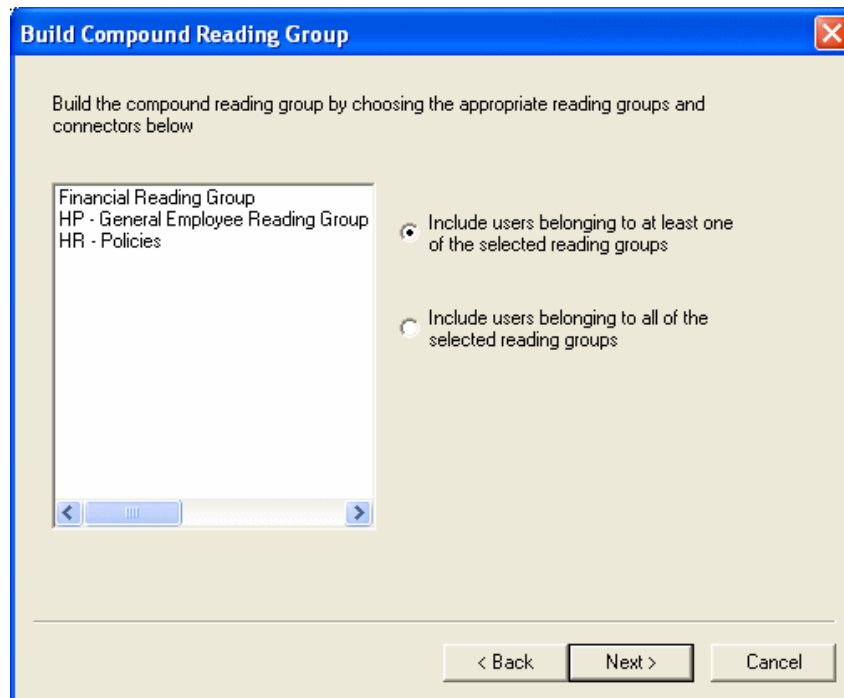 Build Compound Reading Group
Build the compound reading group by choosing the appropriate reading groups and
connectors below
Financial Reading Group
HP - General Employee Reading Group
HR - Policies
Include users belonging to at least one
of the selected reading groups
Include users belonging to all of the
selected reading groups
< Back
Next >
Cancel